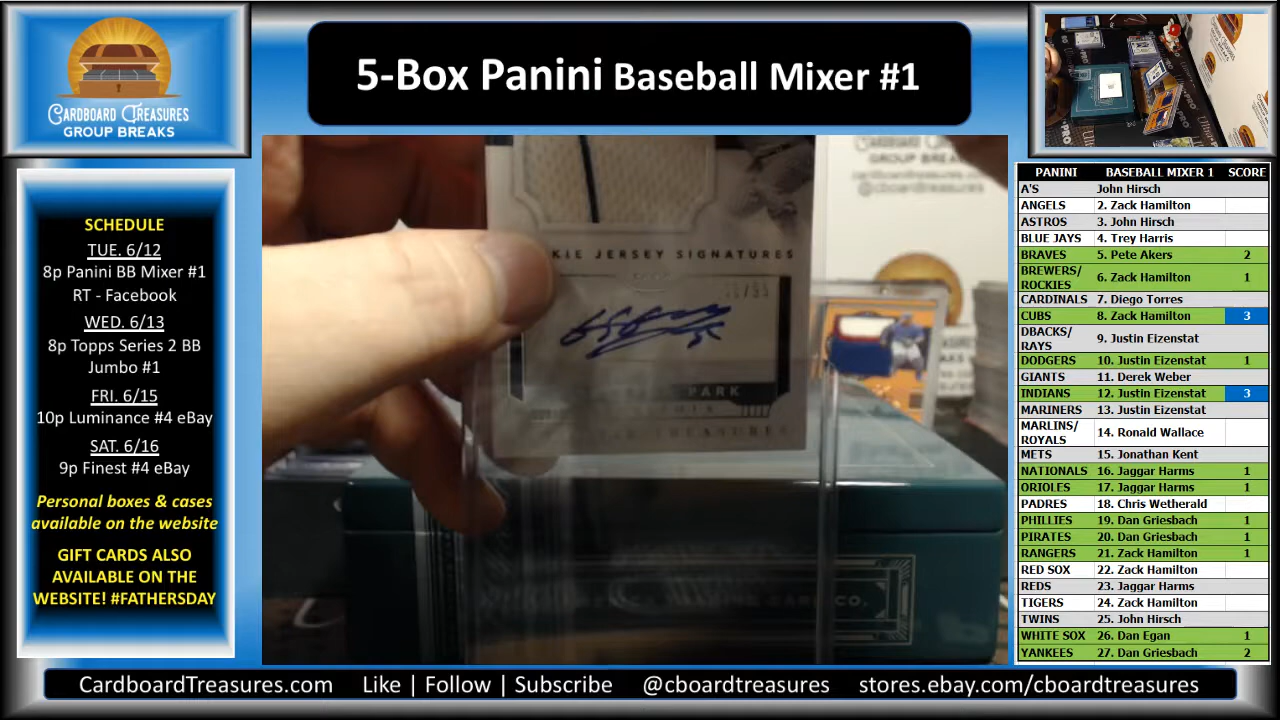 CARDBOARD TREASURES
GROUP BREAKS
5-Box Panini Baseball Mixer #1
SCHEDULE
TUE. 6/12
8p Panini BB Mixer #1
RT - Facebook
WED. 6/13
8p Topps Series 2 BB
Jumbo #1
FRI. 6/15
10p Luminance #4 eBay
SAT. 6/16
9p Finest #4 eBay
Personal boxes & cases
available on the website
GIFT CARDS ALSO
AVAILABLE ON THE
WEBSITE! #FATHERSDAY
GROUP BREA
@cboardtreasures
KIE JERSEY SIGNATURES
PARK
PANINI BASEBALL MIXER 1 SCORE
A'S John Hirsch
ANGELS 2. Zack Hamilton
ASTROS 3. John Hirsch
BLUE JAYS 4. Trey Harris
BRAVES 5. Pete Akers 2
BREWERS/
ROCKIES 6. Zack Hamilton 1
CARDINALS 7. Diego Torres
CUBS 8. Zack Hamilton 3
DBACKS/
RAYS 9. Justin Eizenstat
DODGERS 10. Justin Eizenstat 1
GIANTS 11. Derek Weber
INDIANS 12. Justin Eizenstat 3
MARINERS 13. Justin Eizenstat
MARLINS/
ROYALS 14. Ronald Wallace
METS 15. Jonathan Kent
NATIONALS 16. Jaggar Harms 1
ORIOLES 17. Jaggar Harms 1
PADRES 18. Chris Wetherald
PHILLIES 19. Dan Griesbach 1
PIRATES 20. Dan Griesbach 1
RANGERS 21. Zack Hamilton 1
RED SOX 22. Zack Hamilton
REDS 23. Jaggar Harms
TIGERS 24. Zack Hamilton
TWINS 25. John Hirsch
WHITE SOX 26. Dan Egan 1
YANKEES 27. Dan Griesbach 2
CardboardTreasures.com Like | Follow | Subscribe @cboardtreasures stores.ebay.com/cboardtreasures